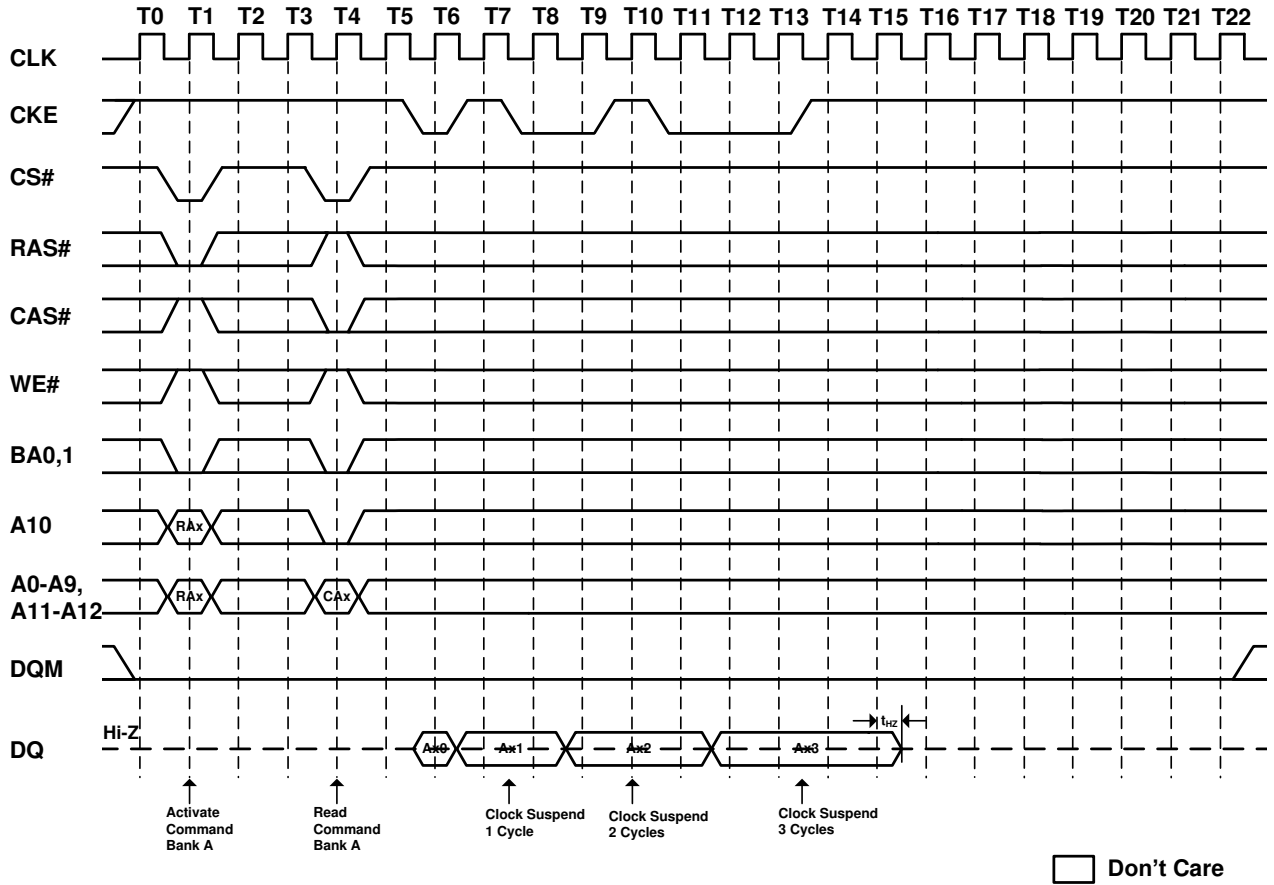 T0 T1 T2 T3 T4 T5 T6 T7 T8 T9 T10 T11 T12 T13 T14 T15 T16 T17 T18 T19 T20 T21 T22
CLK
CKE
CS#
RAS#
CAS#
WE#
BA0,1
A10
RAx
A0-A9,
A11-A12
RAx
CAx
DQM
tHZ
Hi-Z
DQ
Ax0
Ax1
Ax2
Ax3
Activate
Command
Bank A
Read
Command
Bank A
Clock Suspend
1 Cycle
Clock Suspend
2 Cycles
Clock Suspend
3 Cycles
Don't Care